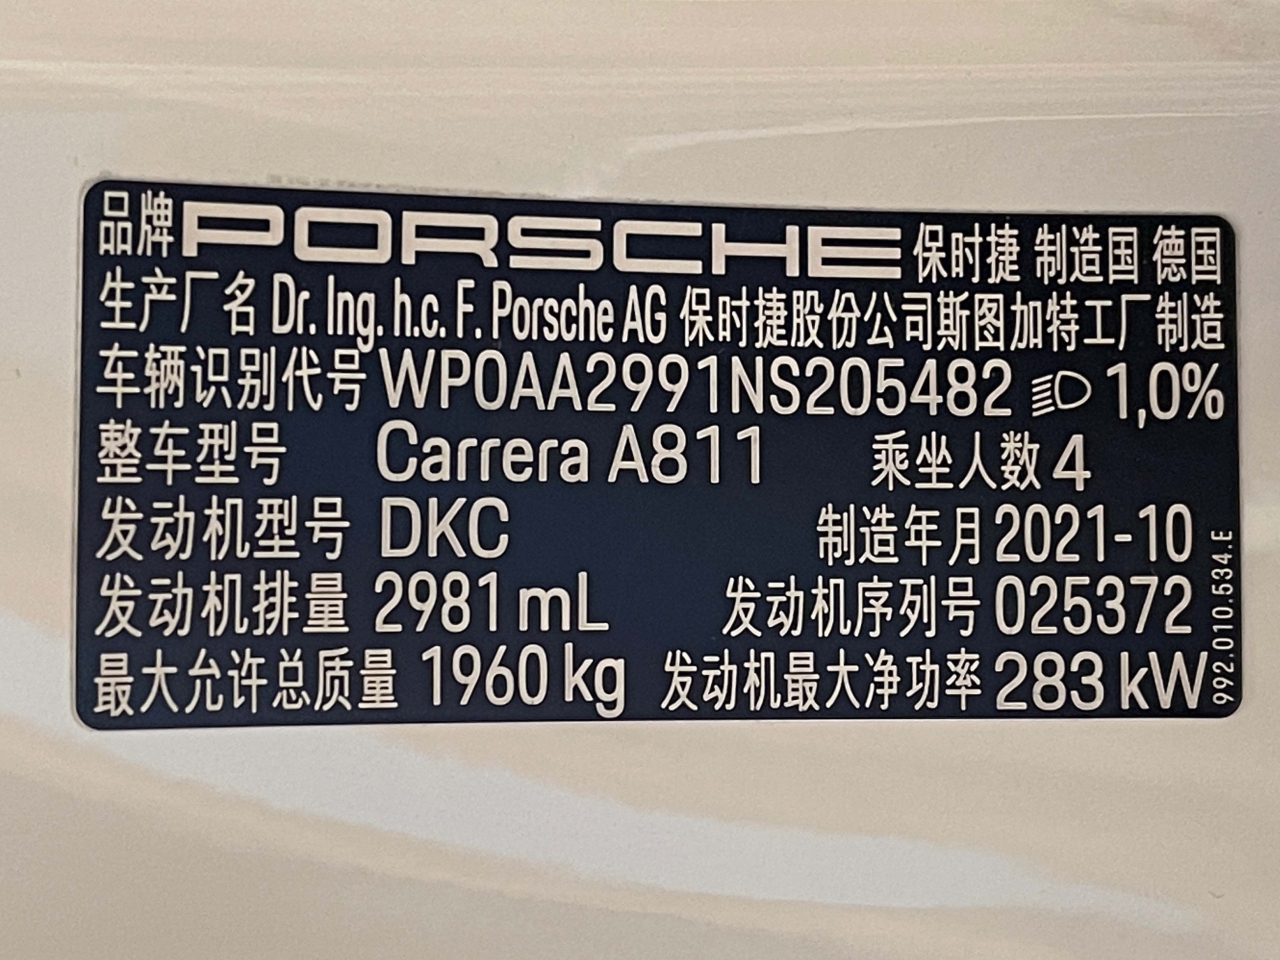 品牌 PORSCHE 保时捷 制造国 德国
生产厂名 Dr. Ing. h.c. F. Porsche AG 保时捷股份公司斯图加特工厂 制造
车辆识别代号 WP0AA2991NS205482 1,0%
整车型号 Carrera A811 乘坐人数 4
发动机型号 DKC 制造年月 2021-10
发动机排量 2981 mL 发动机序列号 025372
最大允许总质量 1960 kg 发动机最大净功率 283 kW
992.010.534.E